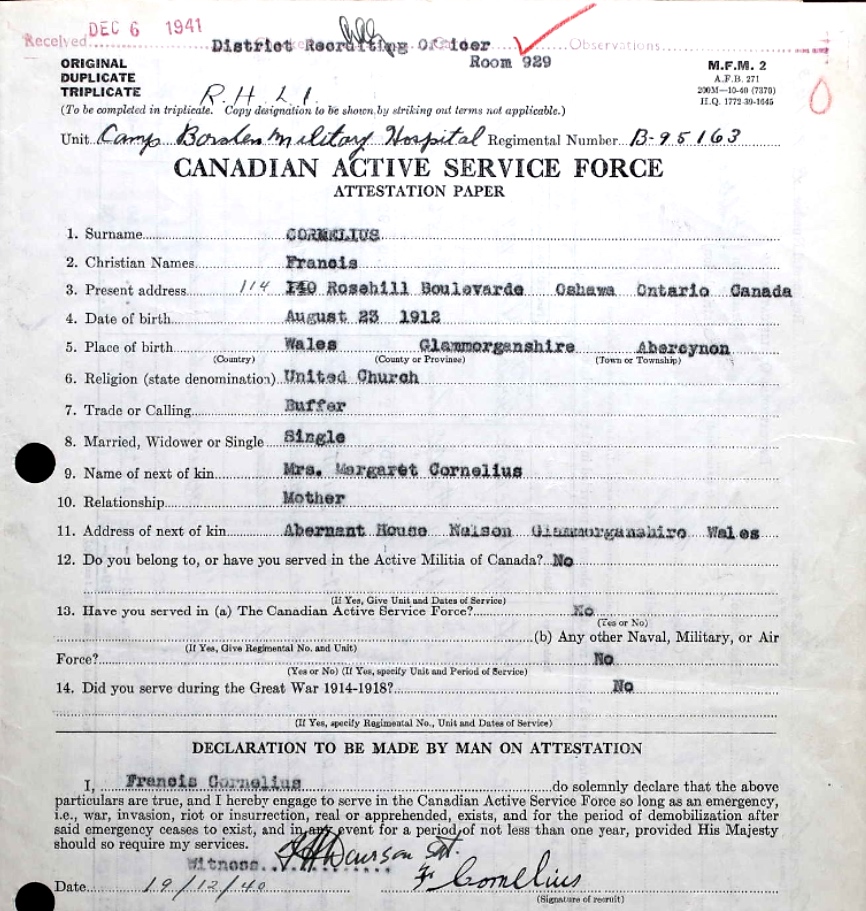 Received DEC 6 1941 District Recruiting Officer Observations
Room 929
ORIGINAL
DUPLICATE
TRIPLICATE
M.F.M. 2
A.F.B. 271
200M—10-40 (7370)
H.Q. 1772-39-1645
R.H.L.I.
(To be completed in triplicate. Copy designation to be shown by striking out terms not applicable.)
Unit Camp Borden Military Hospital Regimental Number B-95163
CANADIAN ACTIVE SERVICE FORCE
ATTESTATION PAPER
1. Surname CORNELIUS
2. Christian Names Francis
3. Present address 114 140 Rosehill Boulevarde Oshawa Ontario Canada
4. Date of birth August 23 1912
5. Place of birth Wales Glammorganshire Abercynon
(Country) (County or Province) (Town or Township)
6. Religion (state denomination) United Church
7. Trade or Calling Buffer
8. Married, Widower or Single Single
9. Name of next of kin Mrs. Margaret Cornelius
10. Relationship Mother
11. Address of next of kin Abernant House Nelson Glammorganshire Wales
12. Do you belong to, or have you served in the Active Militia of Canada? No
(If Yes, Give Unit and Dates of Service)
13. Have you served in (a) The Canadian Active Service Force? No
(Yes or No)
(b) Any other Naval, Military, or Air
(If Yes, Give Regimental No. and Unit)
Force? No
(Yes or No) (If Yes, specify Unit and Period of Service)
14. Did you serve during the Great War 1914-1918? No
(If Yes, specify Regimental No., Unit and Dates of Service)
DECLARATION TO BE MADE BY MAN ON ATTESTATION
I, Francis Cornelius do solemnly declare that the above
particulars are true, and I hereby engage to serve in the Canadian Active Service Force so long as an emergency,
i.e., war, invasion, riot or insurrection, real or apprehended, exists, and for the period of demobilization after
said emergency ceases to exist, and in any event for a period of not less than one year, provided His Majesty
should so require my services.
Witness Dawson Sgt.
Date 19/12/40 F Cornelius
(Signature of recruit)